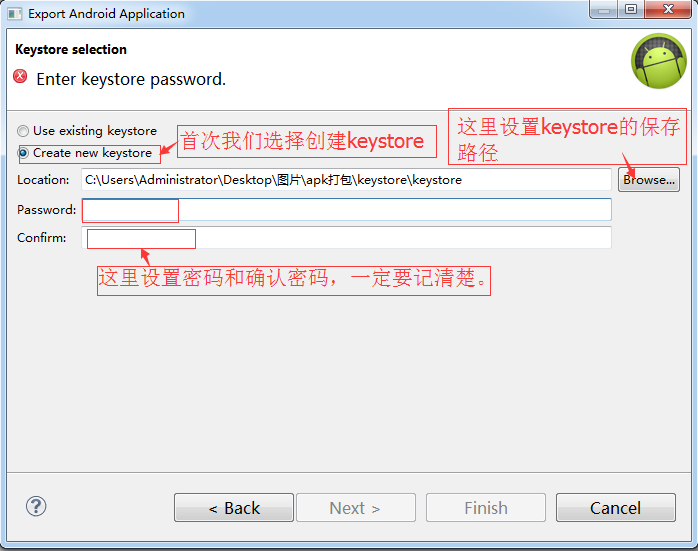 Export Android Application
Keystore selection
Enter keystore password.
Use existing keystore
首次我们选择创建keystore
这里设置keystore的保存
路径
Create new keystore
Location:
C:\Users\Administrator\Desktop\图片\apk打包\keystore\keystore
Browse...
Password:
Confirm:
这里设置密码和确认密码，一定要记清楚。
?
< Back
Next >
Finish
Cancel